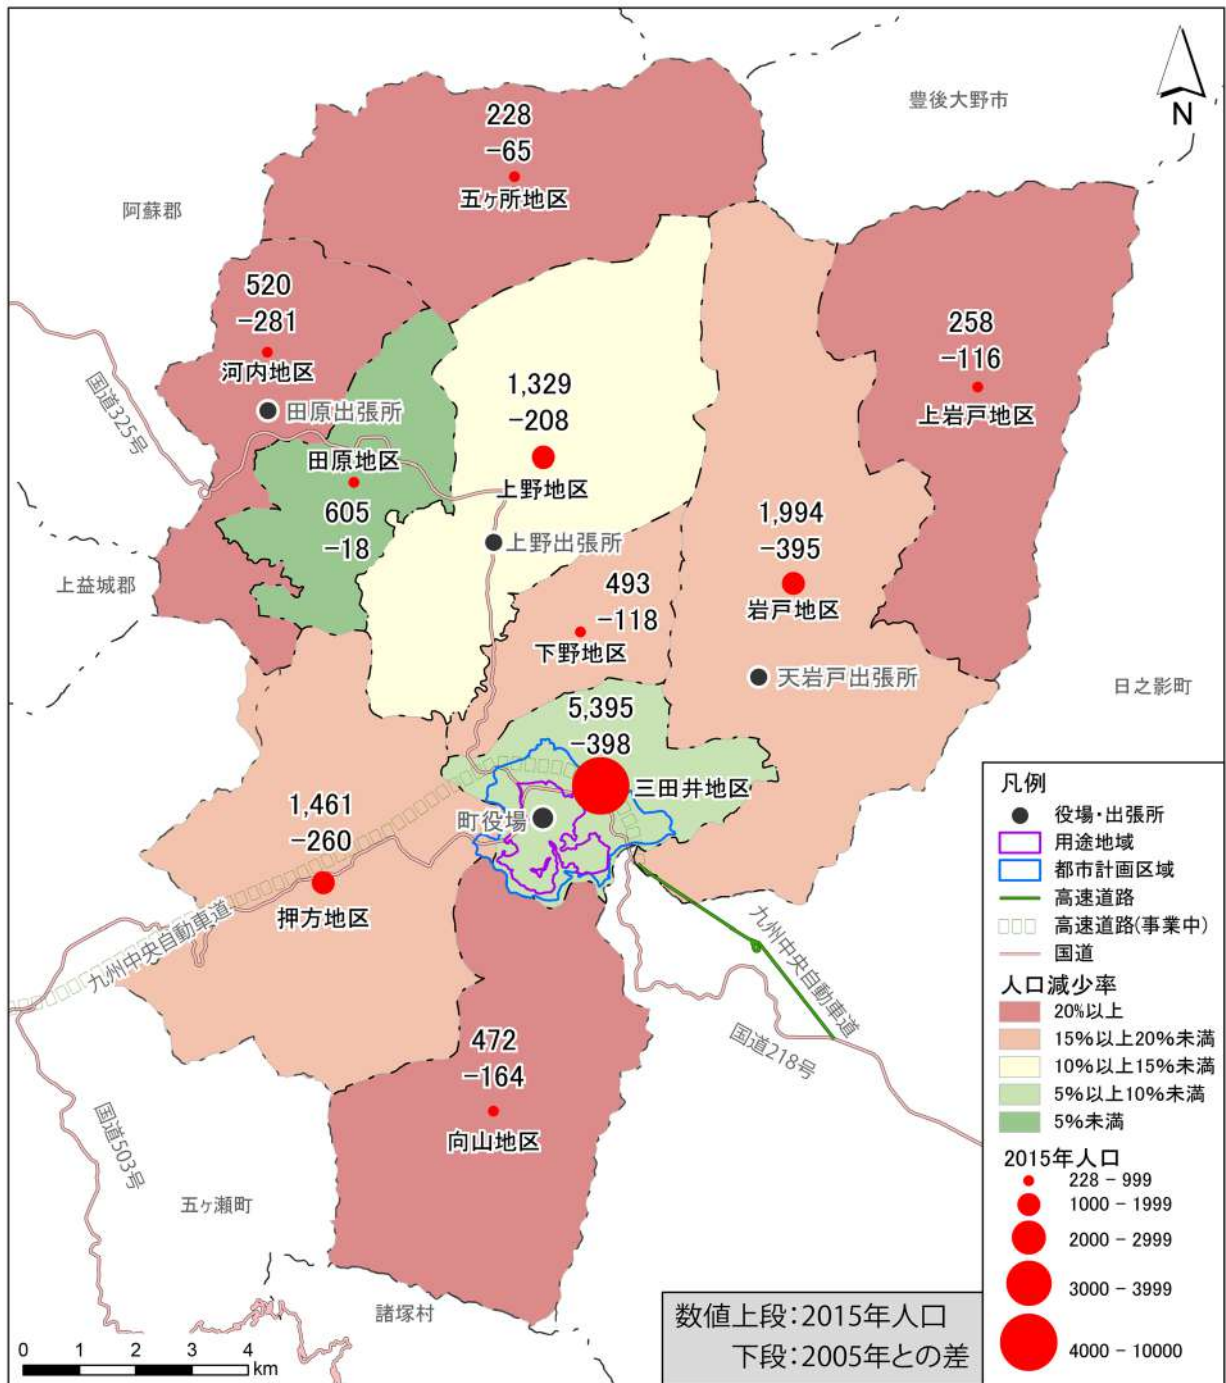 N
豊後大野市
228
-65
五ヶ所地区
阿蘇郡
520
-281
河内地区
田原出張所
国道325号
1,329
-208
上野地区
258
-116
上岩戸地区
田原地区
605
-18
上野出張所
1,994
-395
岩戸地区
上益城郡
493
-118
下野地区
天岩戸出張所
日之影町
5,395
-398
三田井地区
町役場
1,461
-260
押方地区
九州中央自動車道
九州中央自動車道
国道218号
472
-164
向山地区
国道503号
五ヶ瀬町
諸塚村
0 1 2 3 4
km
数値上段：2015年人口
下段：2005年との差
凡例
役場・出張所
用途地域
都市計画区域
高速道路
高速道路(事業中)
国道
人口減少率
20%以上
15%以上20%未満
10%以上15%未満
5%以上10%未満
5%未満
2015年人口
228 - 999
1000 - 1999
2000 - 2999
3000 - 3999
4000 - 10000